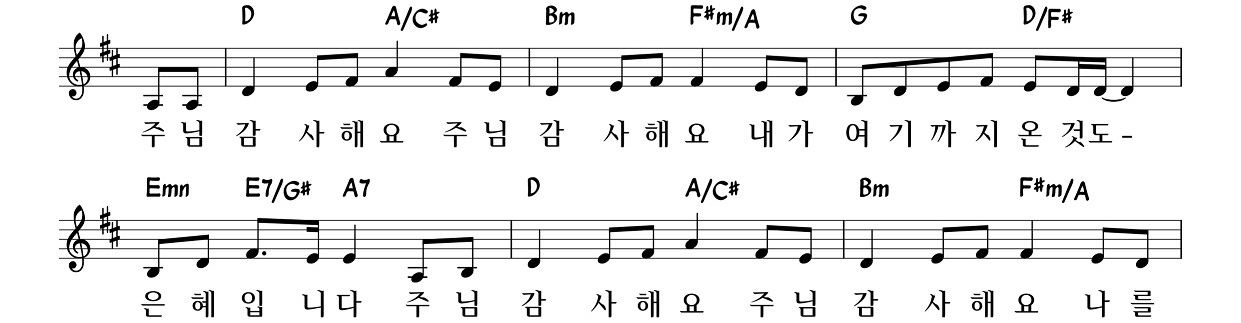 D A/C# Bm F#m/A G D/F#
주 님 감 사 해 요 주 님 감 사 해 요 내 가 여 기 까 지 온 것 도 -
Emn E7/G# A7 D A/C# Bm F#m/A
은 혜 입 니 다 주 님 감 사 해 요 주 님 감 사 해 요 나 를